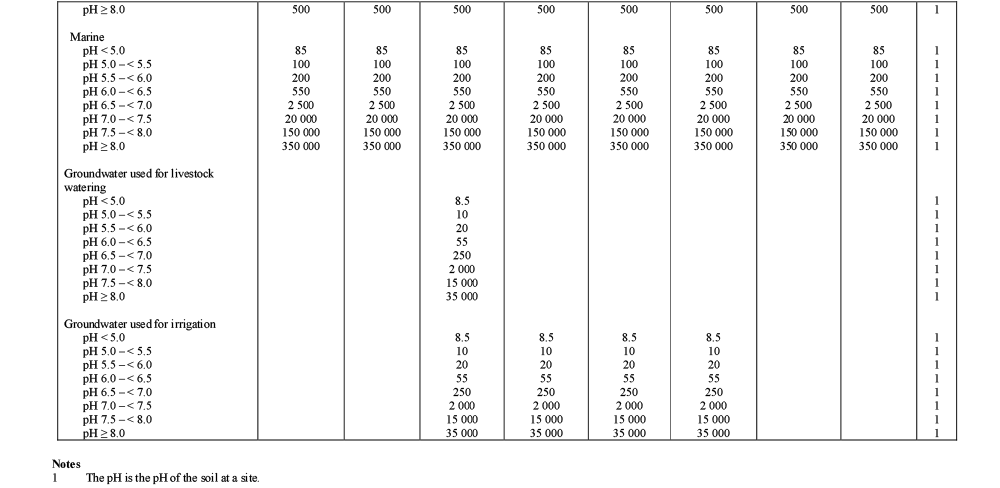 pH ≥ 8.0 500 500 500 500 500 500 500 500 1
Marine
pH < 5.0 85 85 85 85 85 85 85 85 1
pH 5.0 –< 5.5 100 100 100 100 100 100 100 100 1
pH 5.5 –< 6.0 200 200 200 200 200 200 200 200 1
pH 6.0 –< 6.5 550 550 550 550 550 550 550 550 1
pH 6.5 –< 7.0 2 500 2 500 2 500 2 500 2 500 2 500 2 500 2 500 1
pH 7.0 –< 7.5 20 000 20 000 20 000 20 000 20 000 20 000 20 000 20 000 1
pH 7.5 –< 8.0 150 000 150 000 150 000 150 000 150 000 150 000 150 000 150 000 1
pH ≥ 8.0 350 000 350 000 350 000 350 000 350 000 350 000 350 000 350 000 1
Groundwater used for livestock
watering
pH < 5.0 8.5 1
pH 5.0 –< 5.5 10 1
pH 5.5 –< 6.0 20 1
pH 6.0 –< 6.5 55 1
pH 6.5 –< 7.0 250 1
pH 7.0 –< 7.5 2 000 1
pH 7.5 –< 8.0 15 000 1
pH ≥ 8.0 35 000 1
Groundwater used for irrigation
pH < 5.0 8.5 8.5 8.5 8.5 1
pH 5.0 –< 5.5 10 10 10 10 1
pH 5.5 –< 6.0 20 20 20 20 1
pH 6.0 –< 6.5 55 55 55 55 1
pH 6.5 –< 7.0 250 250 250 250 1
pH 7.0 –< 7.5 2 000 2 000 2 000 2 000 1
pH 7.5 –< 8.0 15 000 15 000 15 000 15 000 1
pH ≥ 8.0 35 000 35 000 35 000 35 000 1
Notes
1 The pH is the pH of the soil at a site.